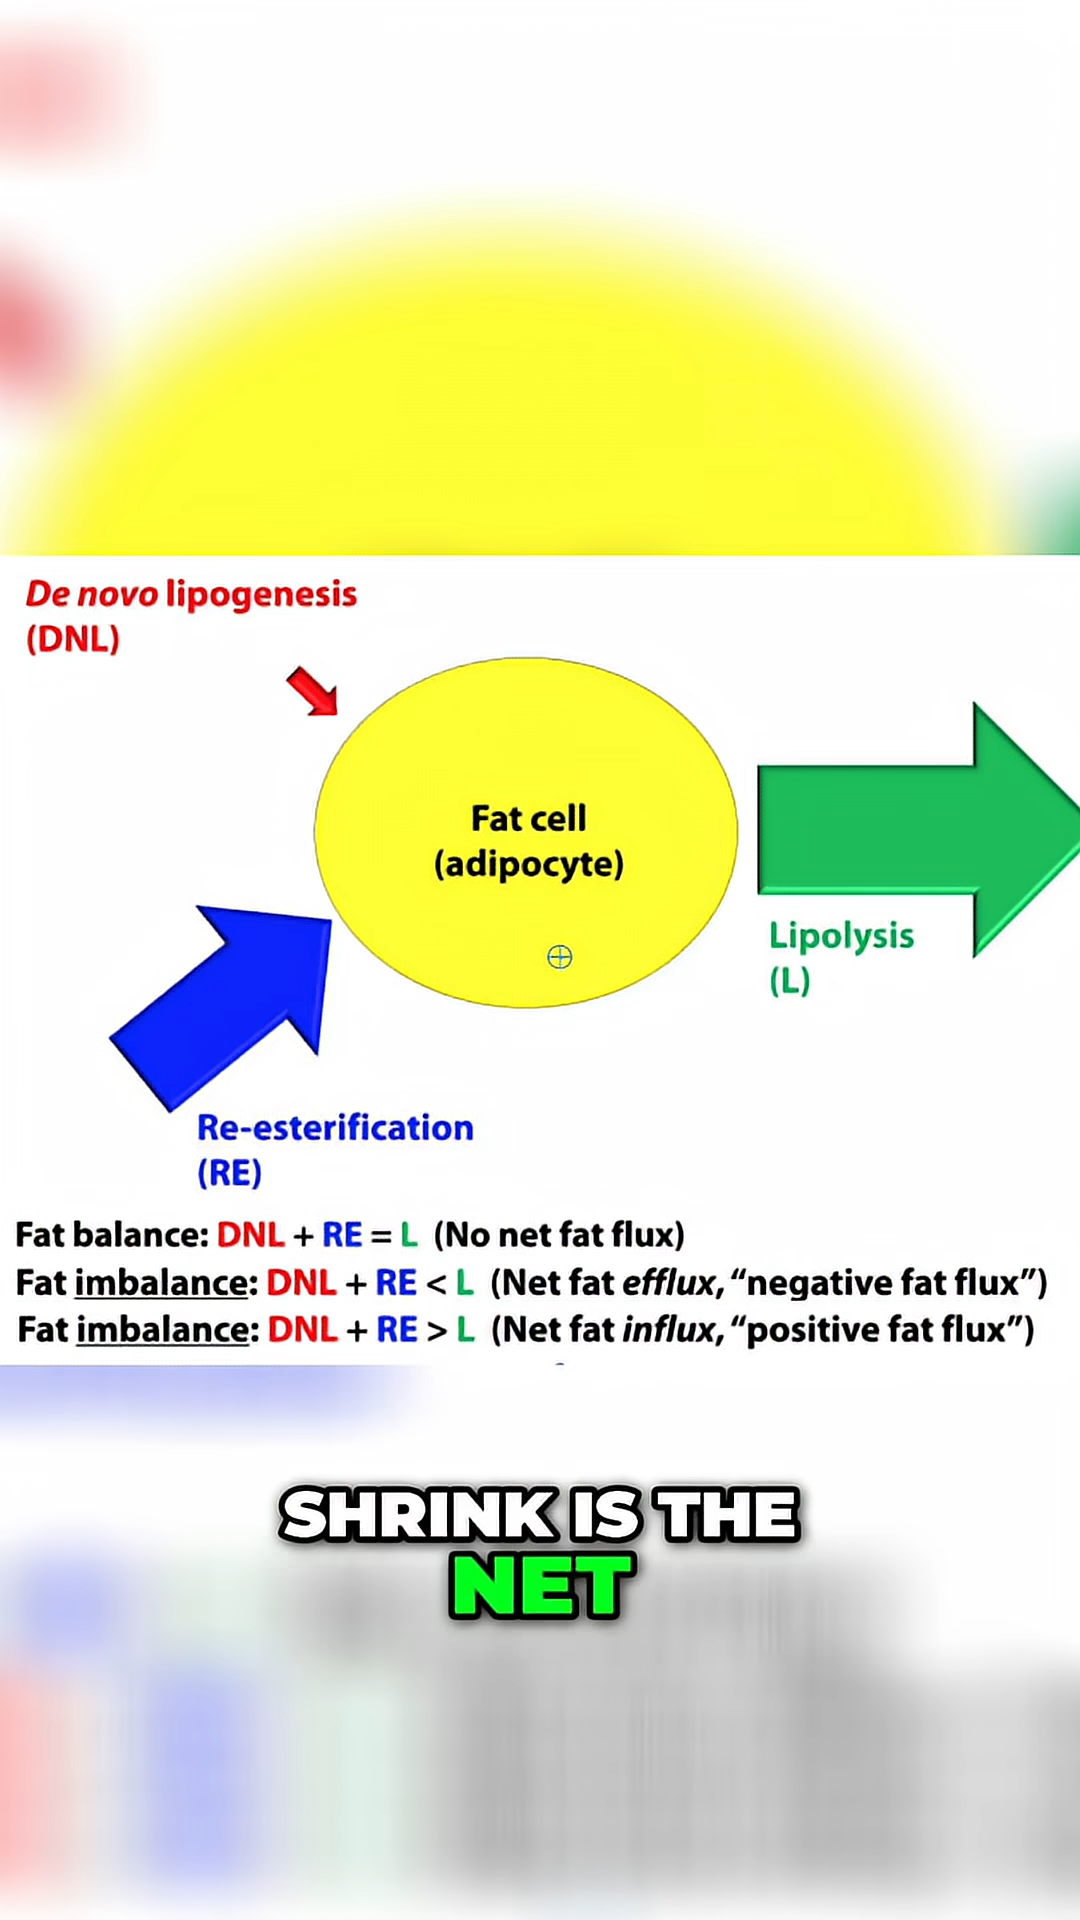 De novo lipogenesis
(DNL)
Fat cell
(adipocyte)
Lipolysis
(L)
Re-esterification
(RE)
Fat balance: DNL + RE = L (No net fat flux)
Fat imbalance: DNL + RE < L (Net fat efflux, “negative fat flux”)
Fat imbalance: DNL + RE > L (Net fat influx, “positive fat flux”)
SHRINK IS THE
NET